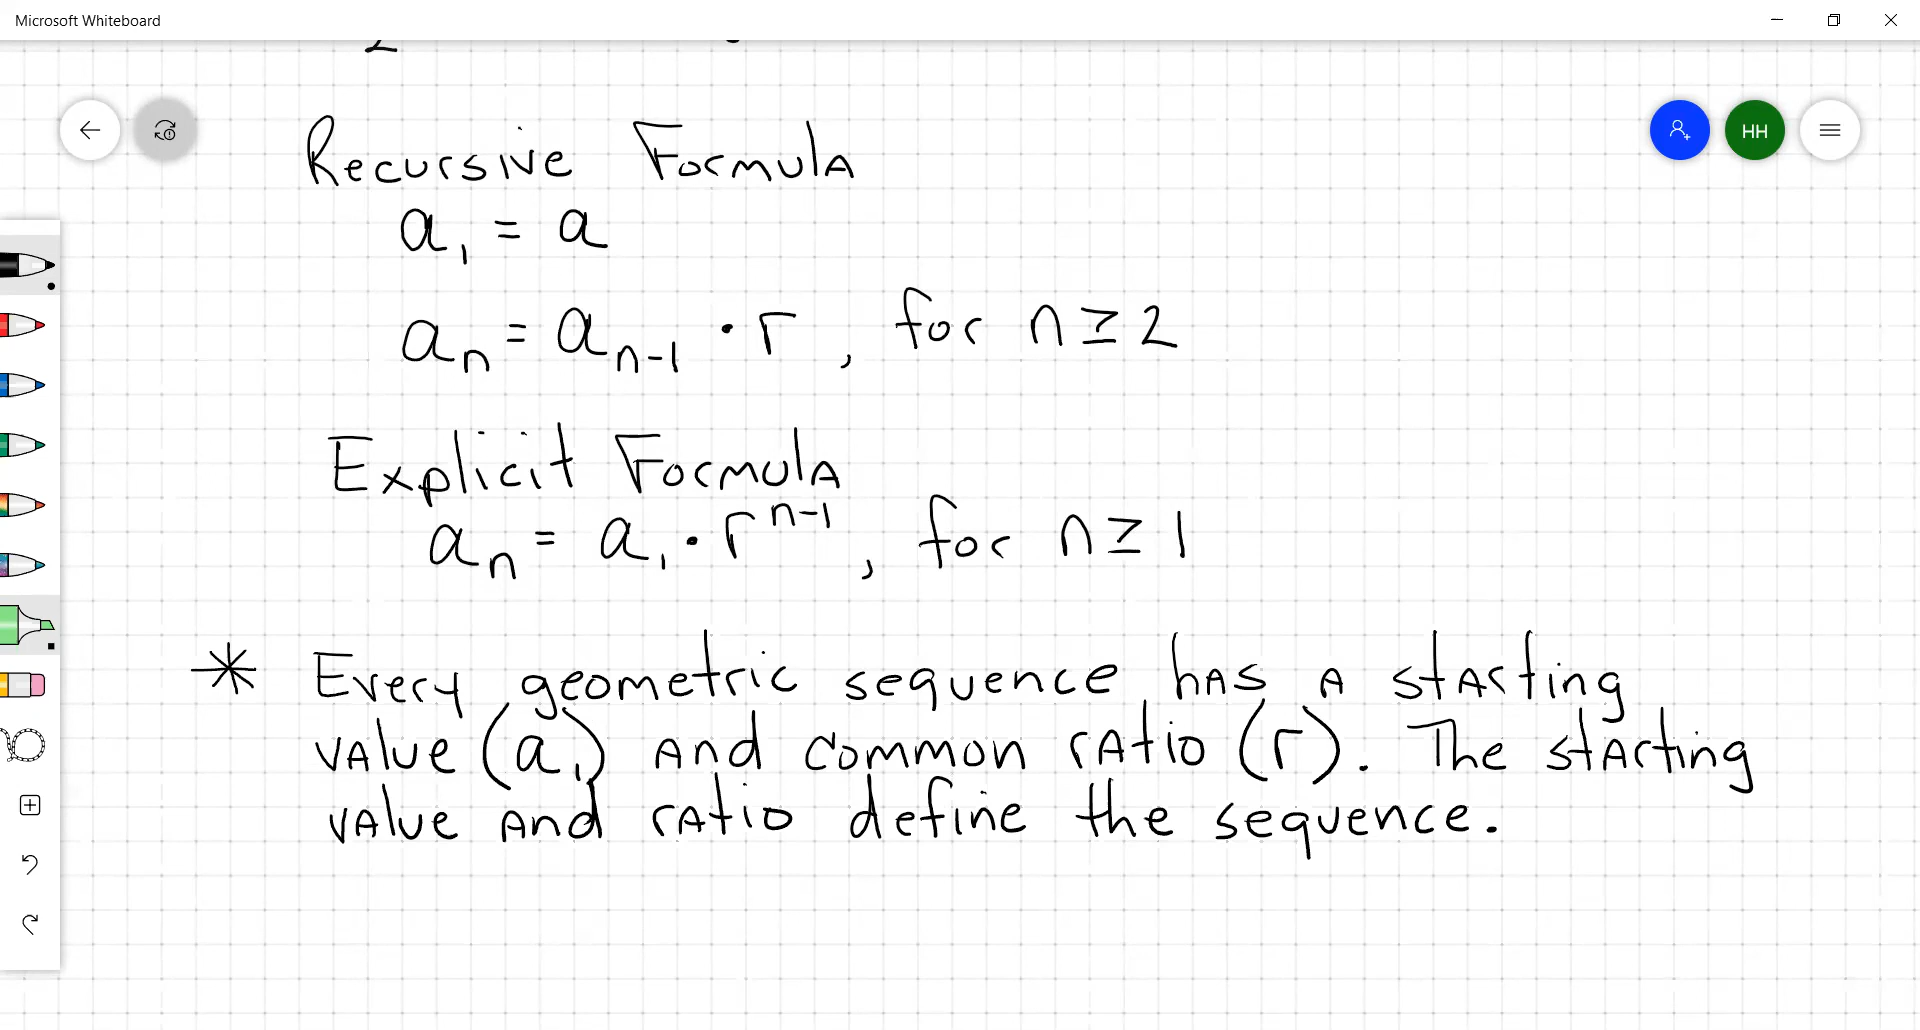 Microsoft Whiteboard
HH
Recursive Formula
a₁ = a
aₙ = aₙ₋₁ · r, for n ≥ 2
Explicit Formula
aₙ = a₁ · rⁿ⁻¹, for n ≥ 1
* Every geometric sequence has a starting
value (a₁) and common ratio (r). The starting
value and ratio define the sequence.